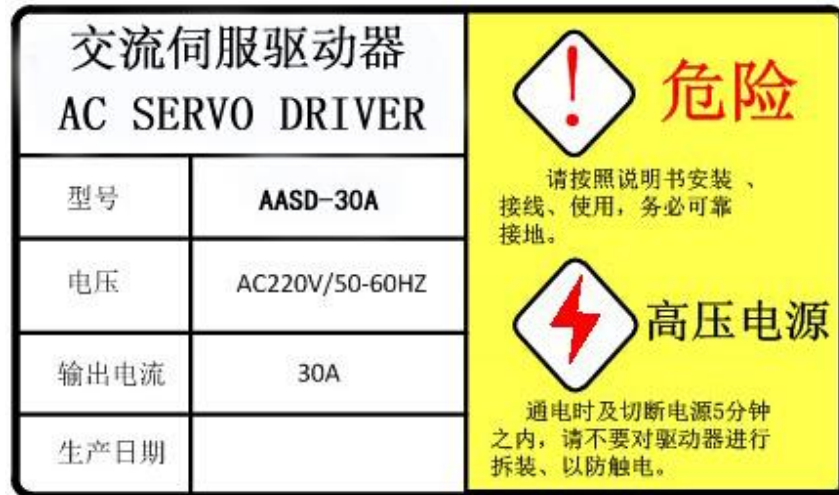 交流伺服驱动器
AC SERVO DRIVER
型号 AASD-30A
电压 AC220V/50-60HZ
输出电流 30A
生产日期
! 危险
请按照说明书安装 、
接线、使用，务必可靠
接地。
高压电源
通电时及切断电源5分钟
之内，请不要对驱动器进行
拆装、以防触电。